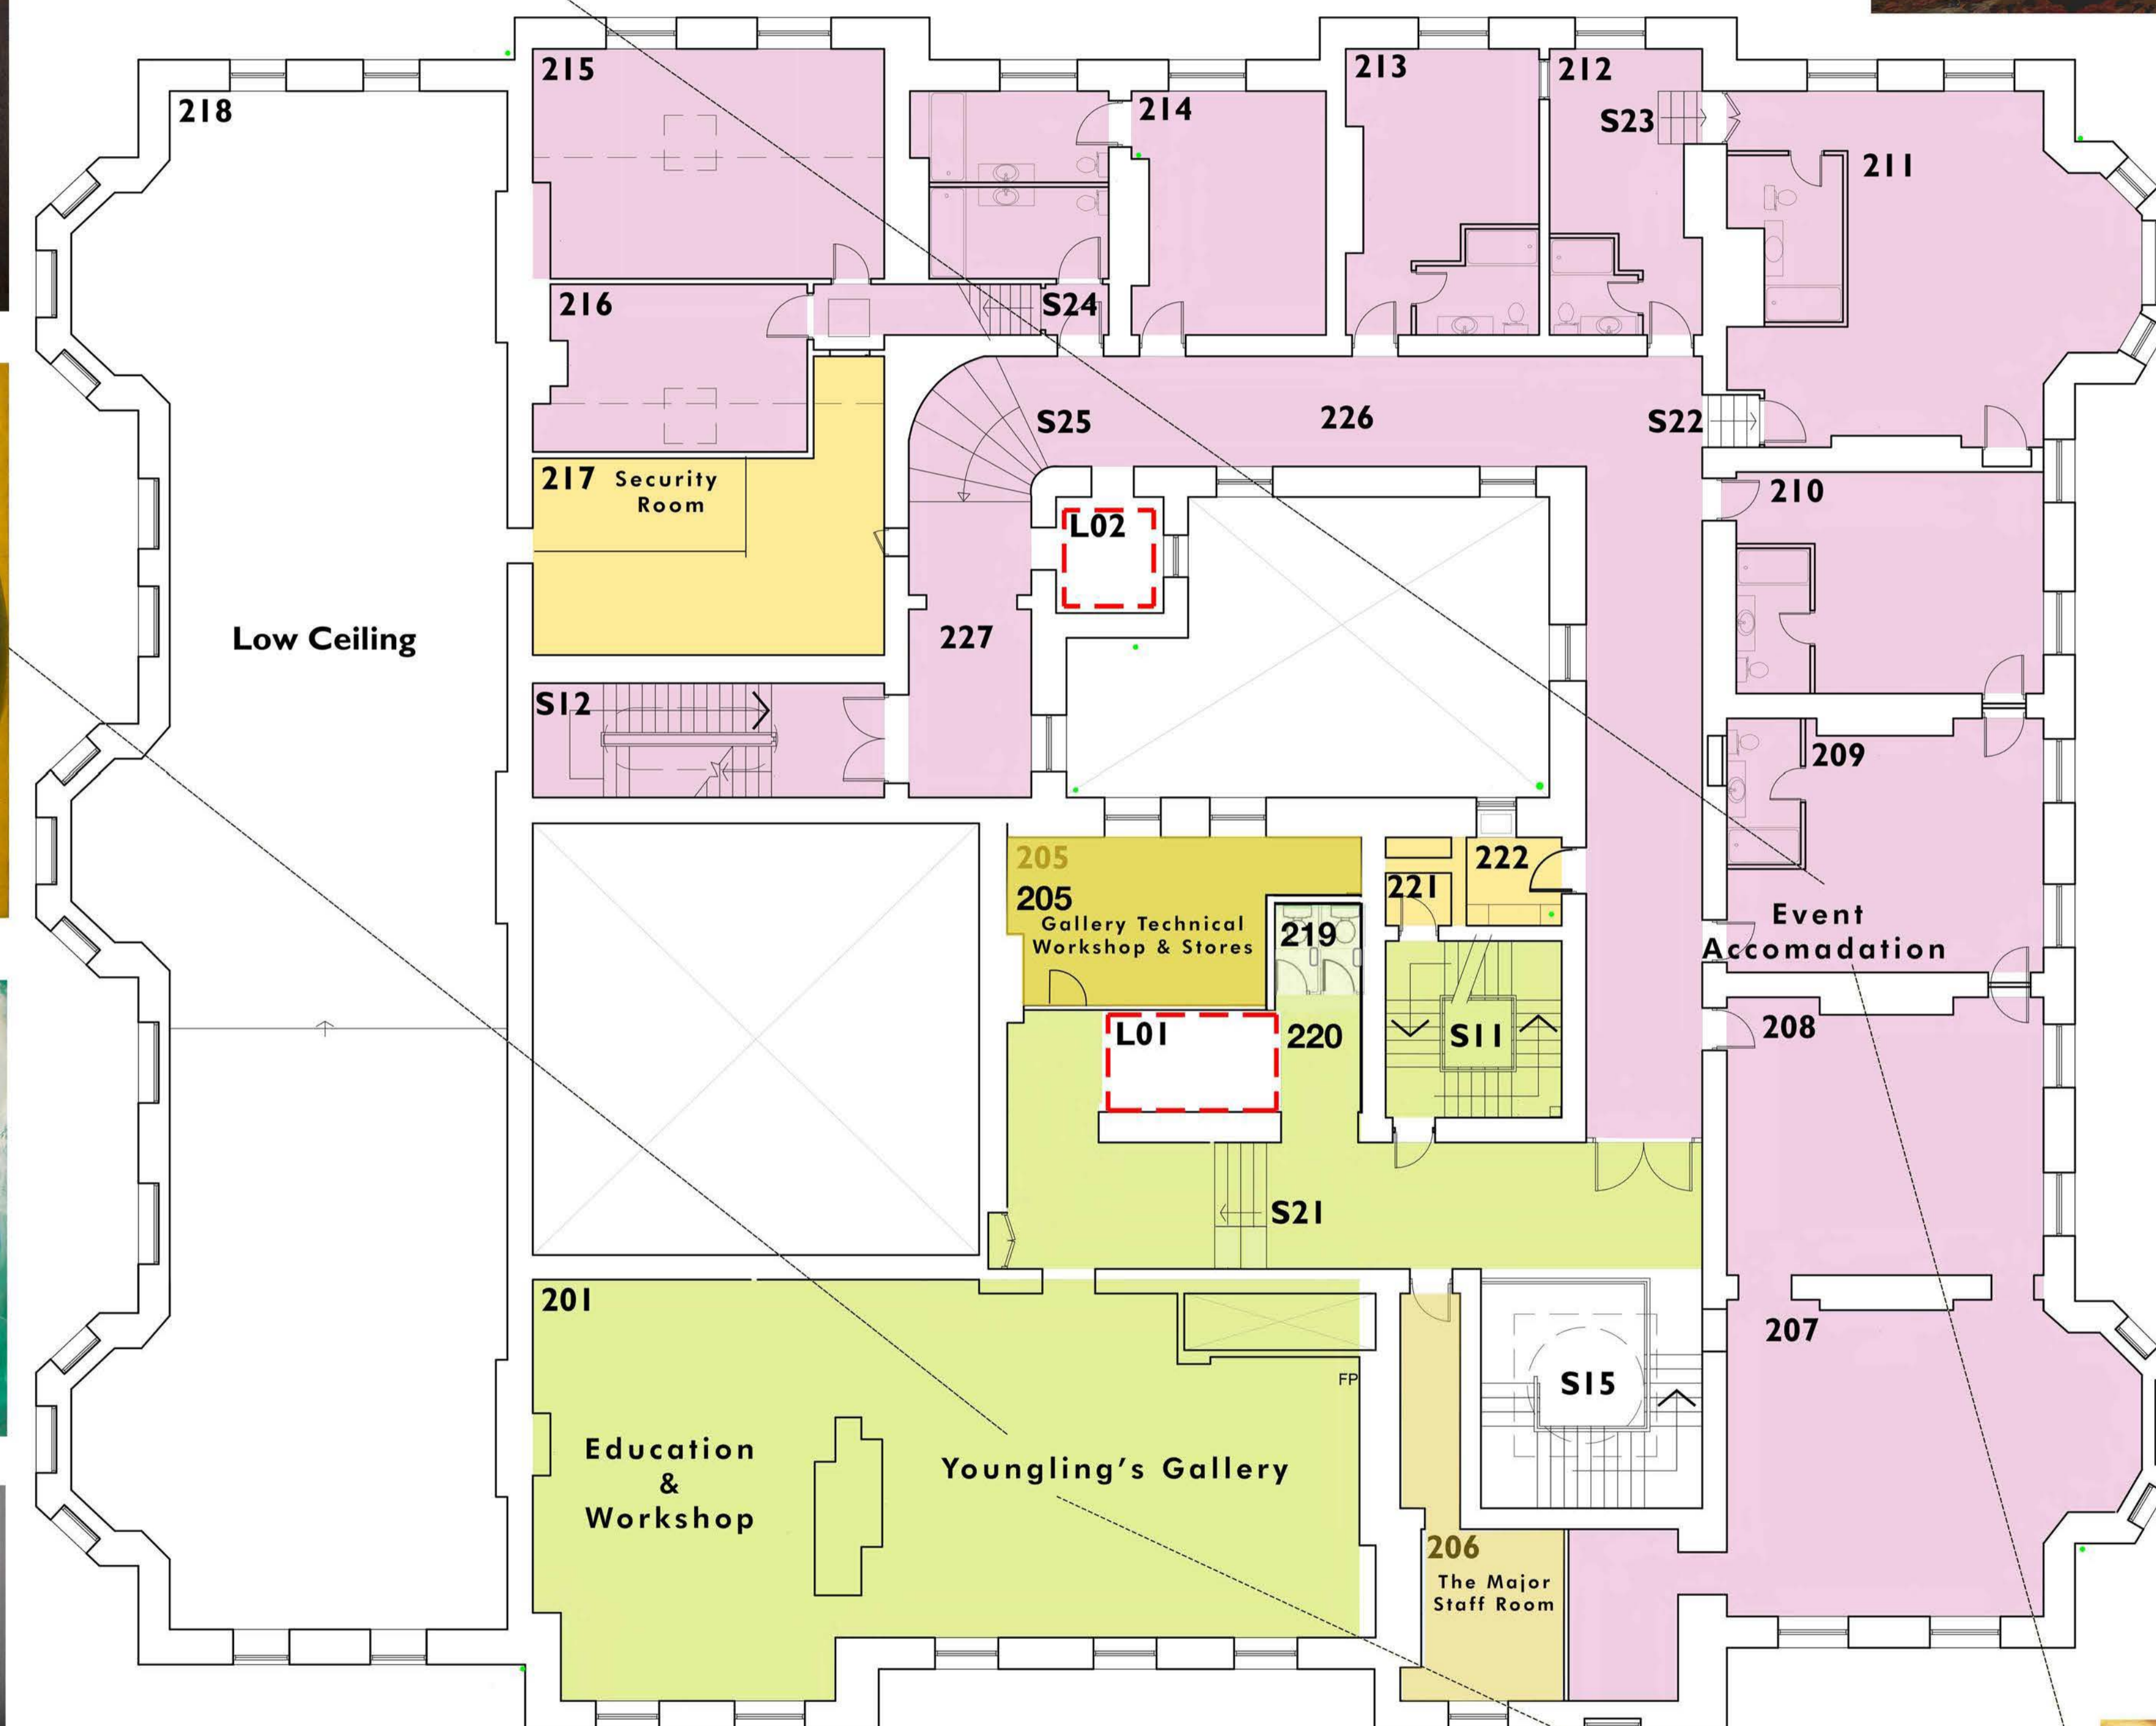 215
213
212
218
214
S23
211
216
S24
S25
226
S22
217 Security
Room
210
L02
Low Ceiling
227
S12
209
205
205
Gallery Technical
Workshop & Stores
222
221
219
Event
Accomadation
L01
220
S11
208
S21
201
207
FP
S15
Education
&
Workshop
Youngling's Gallery
206
The Major
Staff Room